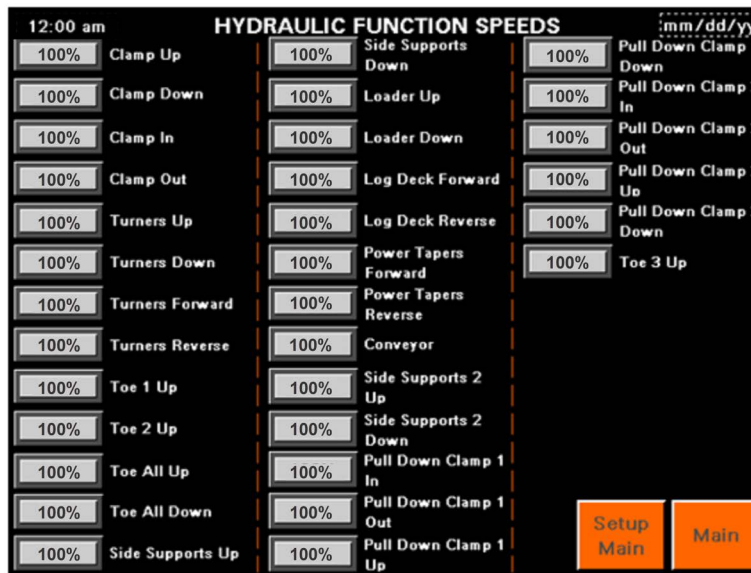 12:00 am HYDRAULIC FUNCTION SPEEDS mm/dd/yy
100% Clamp Up
100% Clamp Down
100% Clamp In
100% Clamp Out
100% Turners Up
100% Turners Down
100% Turners Forward
100% Turners Reverse
100% Toe 1 Up
100% Toe 2 Up
100% Toe All Up
100% Toe All Down
100% Side Supports Up
100% Side Supports
Down
100% Loader Up
100% Loader Down
100% Log Deck Forward
100% Log Deck Reverse
100% Power Tapers
Forward
100% Power Tapers
Reverse
100% Conveyor
100% Side Supports 2
Up
100% Side Supports 2
Down
100% Pull Down Clamp 1
In
100% Pull Down Clamp 1
Out
100% Pull Down Clamp 1
Up
100% Pull Down Clamp
Down
100% Pull Down Clamp
In
100% Pull Down Clamp
Out
100% Pull Down Clamp
Up
100% Pull Down Clamp
Down
100% Toe 3 Up
Setup
Main
Main